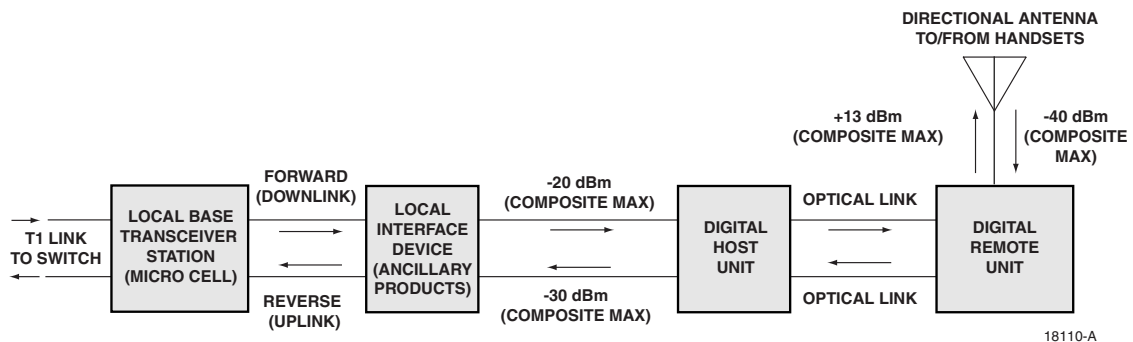 DIRECTIONAL ANTENNA
TO/FROM HANDSETS
+13 dBm
(COMPOSITE MAX)
-40 dBm
(COMPOSITE
MAX)
T1 LINK
TO SWITCH
LOCAL BASE
TRANSCEIVER
STATION
(MICRO CELL)
FORWARD
(DOWNLINK)
REVERSE
(UPLINK)
LOCAL
INTERFACE
DEVICE
(ANCILLARY
PRODUCTS)
-20 dBm
(COMPOSITE MAX)
-30 dBm
(COMPOSITE MAX)
DIGITAL
HOST
UNIT
OPTICAL LINK
OPTICAL LINK
DIGITAL
REMOTE
UNIT
18110-A